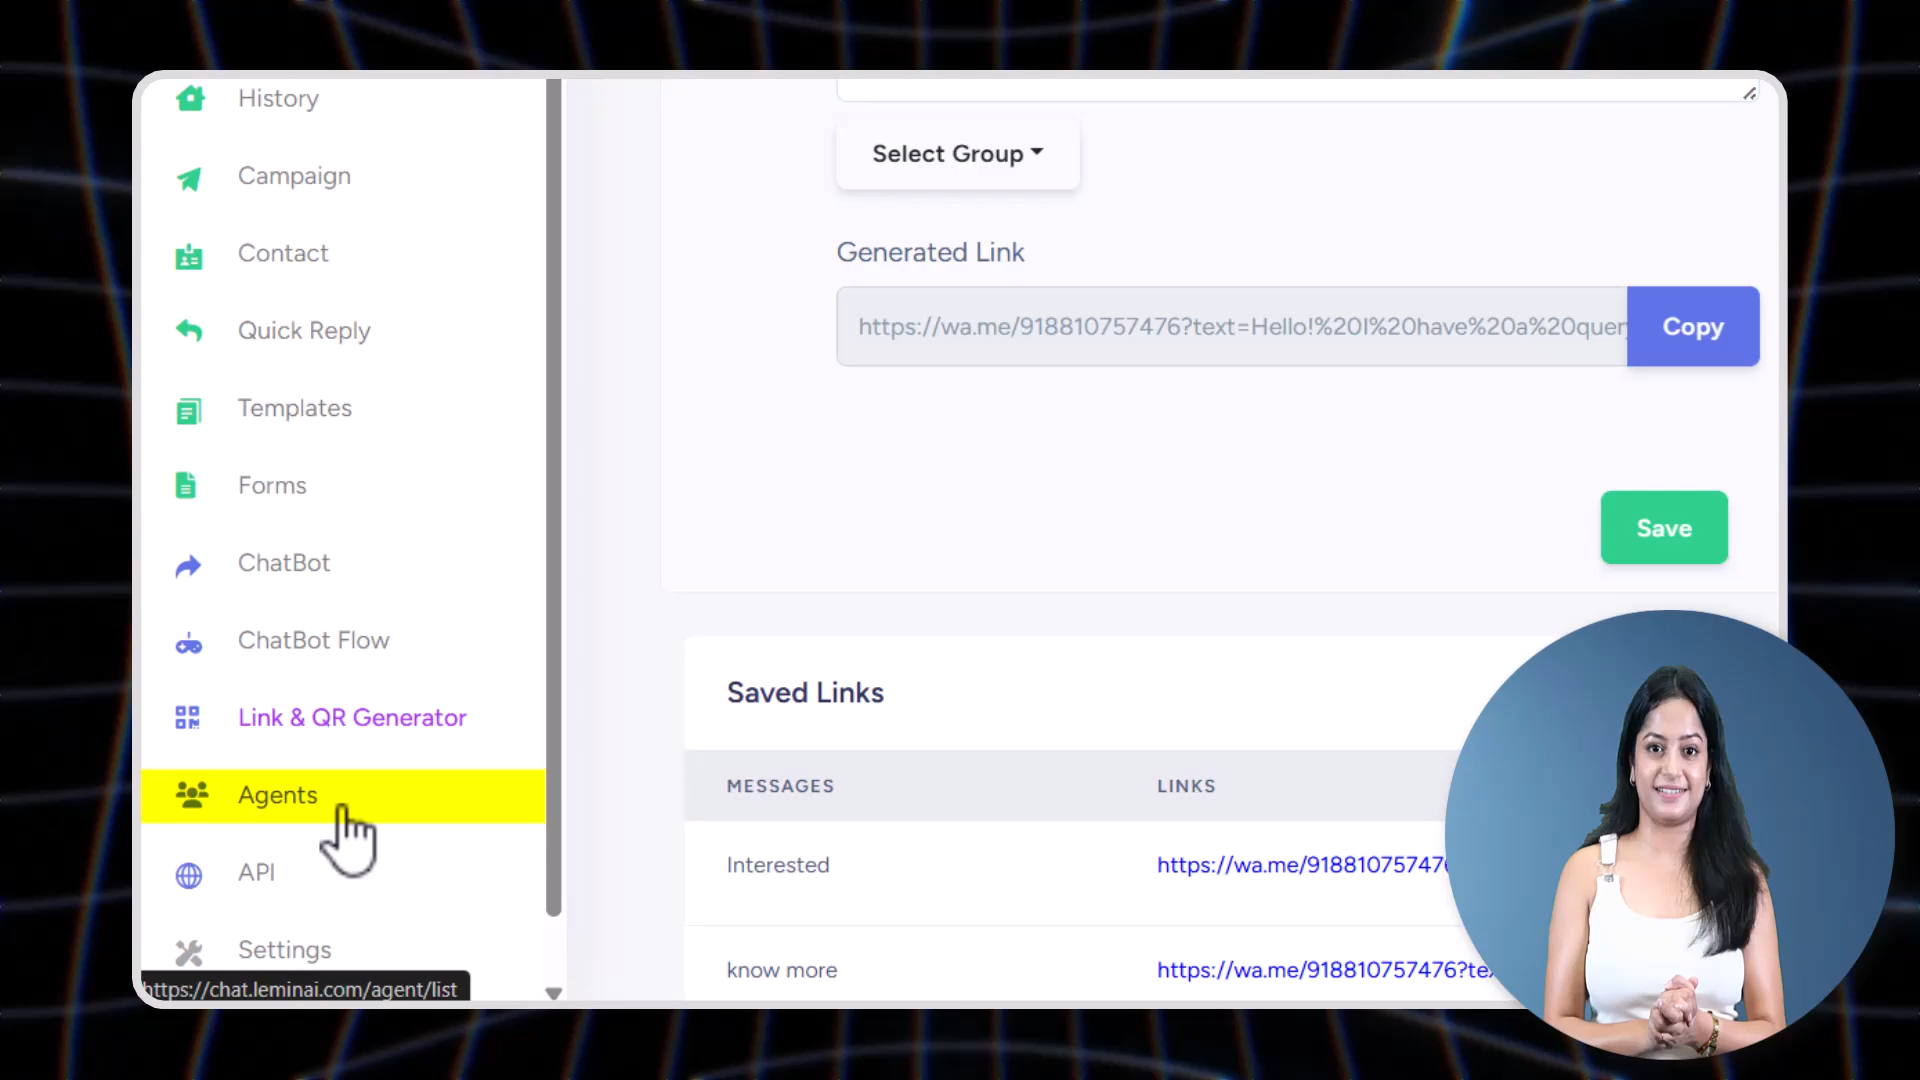 History
Campaign
Contact
Quick Reply
Templates
Forms
ChatBot
ChatBot Flow
Link & QR Generator
Agents
API
Settings
https://chat.leminai.com/agent/list
Select Group
Generated Link
https://wa.me/918810757476?text=Hello!%20I%20have%20a%20query
Copy
Save
Saved Links
MESSAGES LINKS
Interested https://wa.me/918810757476
know more https://wa.me/918810757476?te